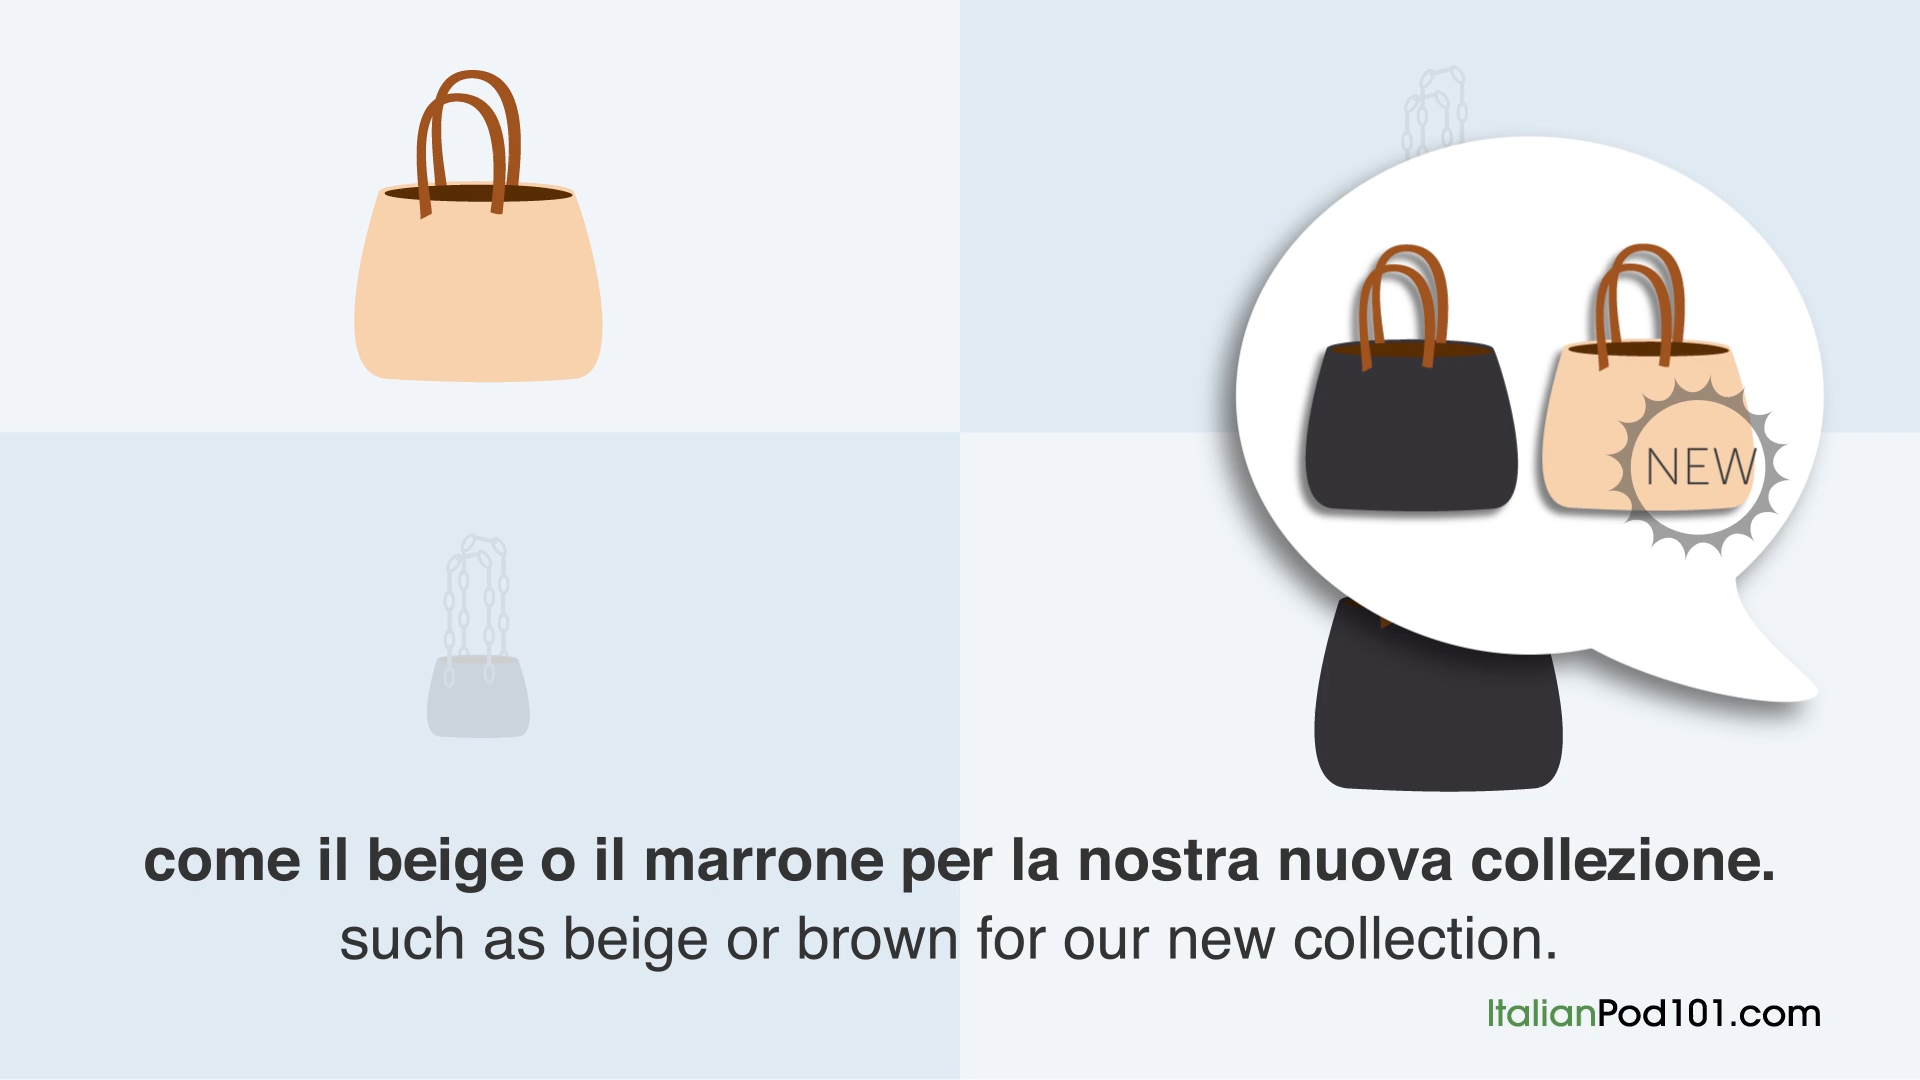 NEW
come il beige o il marrone per la nostra nuova collezione.
such as beige or brown for our new collection.
ItalianPod101.com